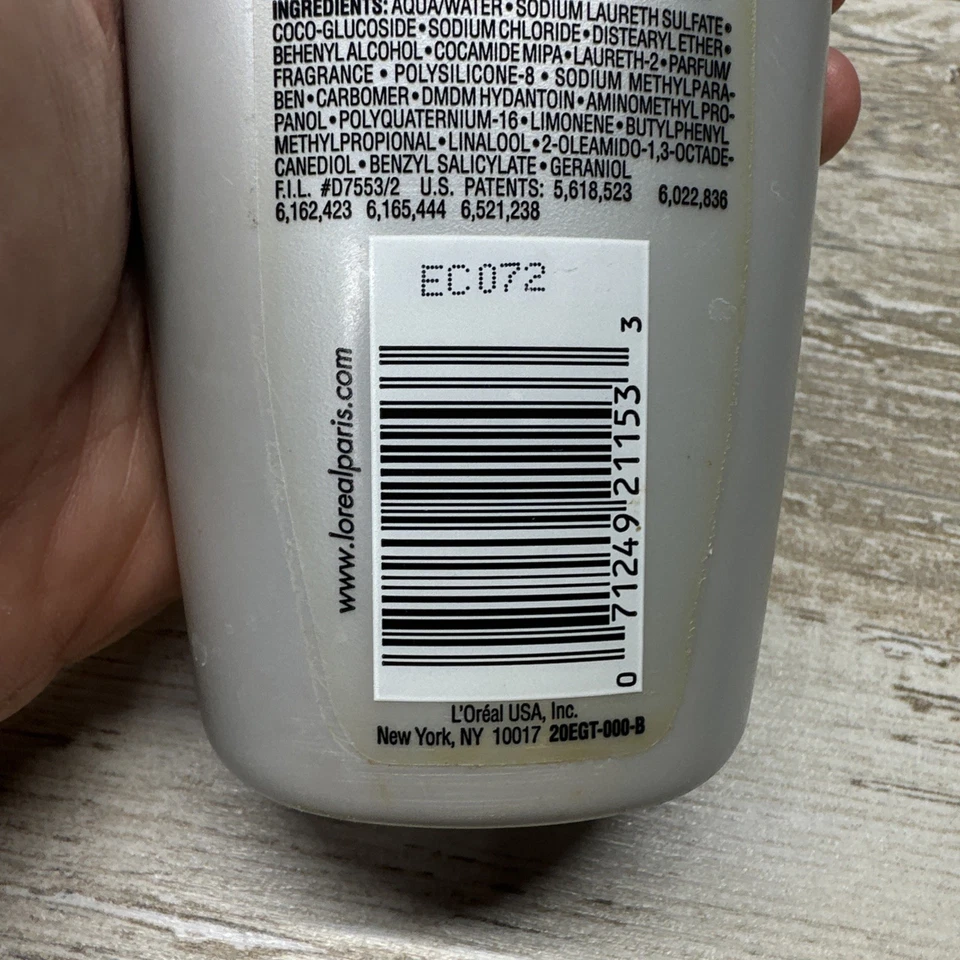 INGREDIENTS: AQUA/WATER • SODIUM LAURETH SULFATE •
COCO-GLUCOSIDE • SODIUM CHLORIDE • DISTEARYL ETHER •
BEHENYL ALCOHOL • COCAMIDE MIPA • LAURETH-2 • PARFUM/
FRAGRANCE • POLYSILICONE-8 • SODIUM METHYLPARA-
BEN • CARBOMER • DMDM HYDANTOIN • AMINOMETHYL PRO-
PANOL • POLYQUATERNIUM-16 • LIMONENE • BUTYLPHENYL
METHYLPROPIONAL • LINALOOL • 2-OLEAMIDO-1,3-OCTADE-
CANEDIOL • BENZYL SALICYLATE • GERANIOL
F.I.L. #D7553/2 U.S. PATENTS: 5,618,523 6,022,836
6,162,423 6,165,444 6,521,238
EC072
www.lorealparis.com
0 71249 21153 3
L'Oréal USA, Inc.
New York, NY 10017 20EGT-000-B